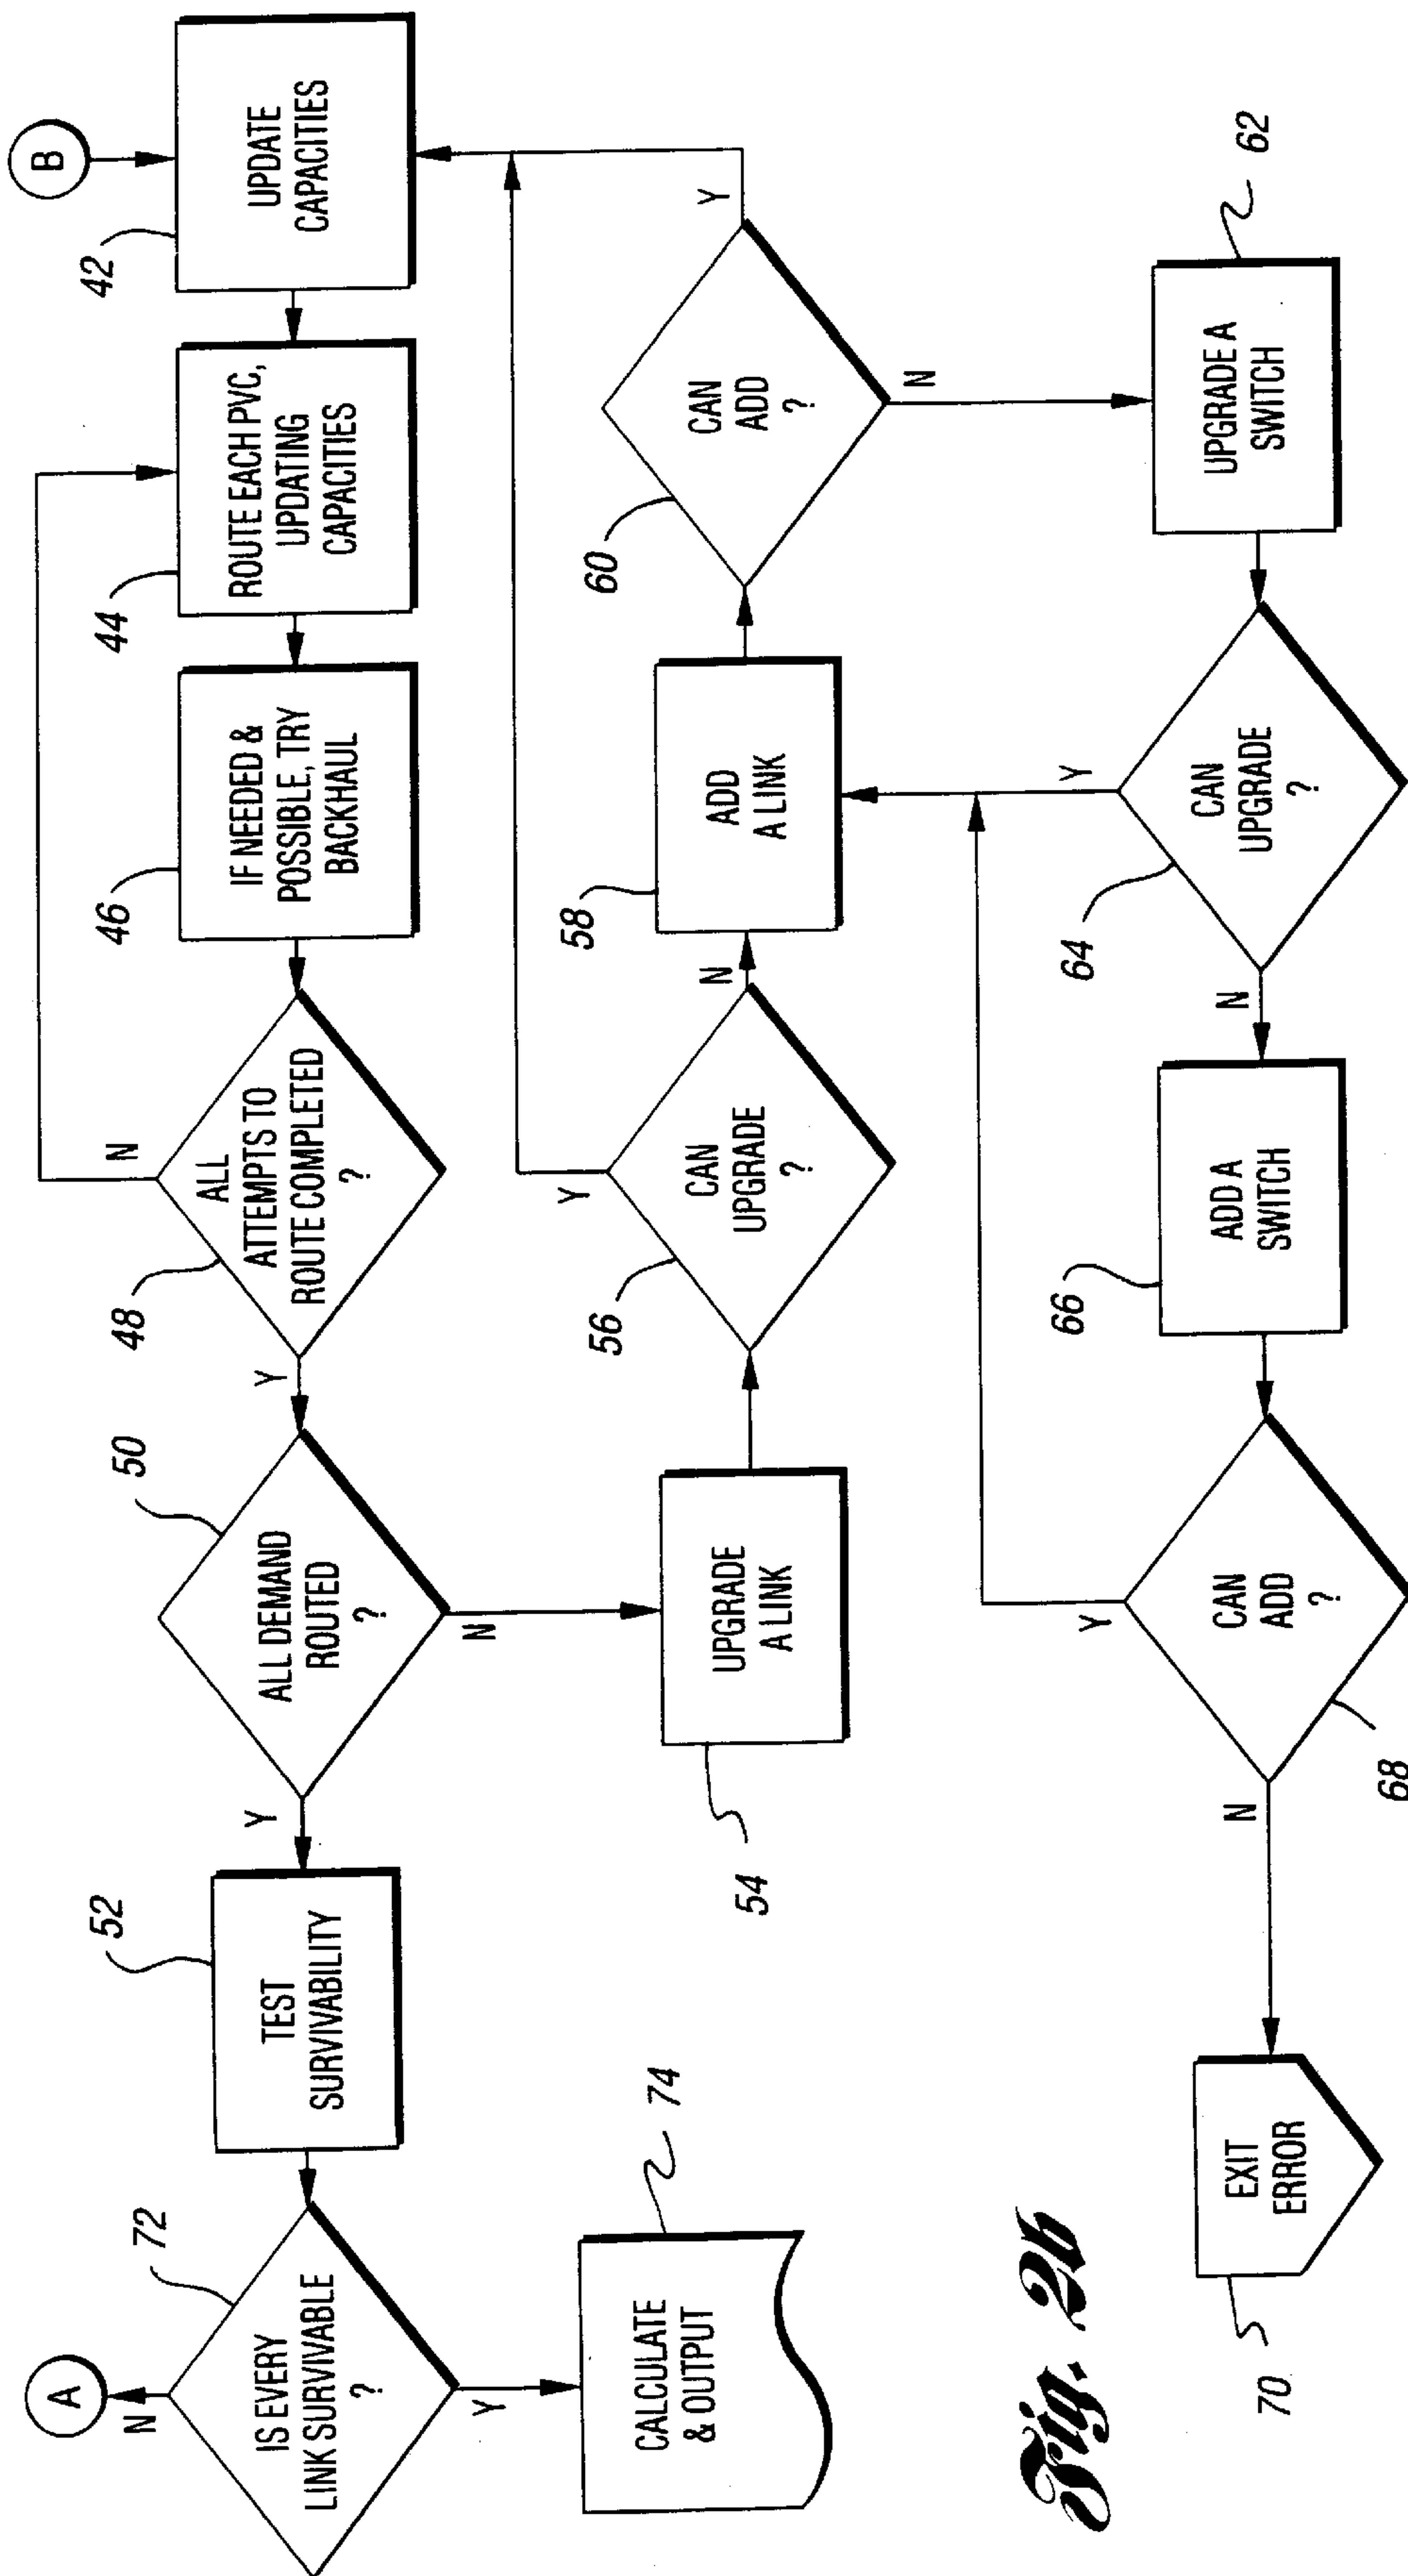 B
42
UPDATE
CAPACITIES
44
ROUTE EACH PVC,
UPDATING
CAPACITIES
46
IF NEEDED &
POSSIBLE, TRY
BACKHAUL
48
ALL
ATTEMPTS TO
ROUTE COMPLETED
?
N
Y
50
ALL DEMAND
ROUTED
?
Y
N
52
TEST
SURVIVABILITY
72
IS EVERY
LINK SURVIVABLE
?
N
A
Y
74
CALCULATE
& OUTPUT
54
UPGRADE
A LINK
56
CAN
UPGRADE
?
Y
N
58
ADD
A LINK
60
CAN
ADD
?
Y
N
62
UPGRADE A
SWITCH
64
CAN
UPGRADE
?
Y
N
66
ADD A
SWITCH
68
CAN
ADD
?
Y
N
70
EXIT
ERROR
Fig. 2b